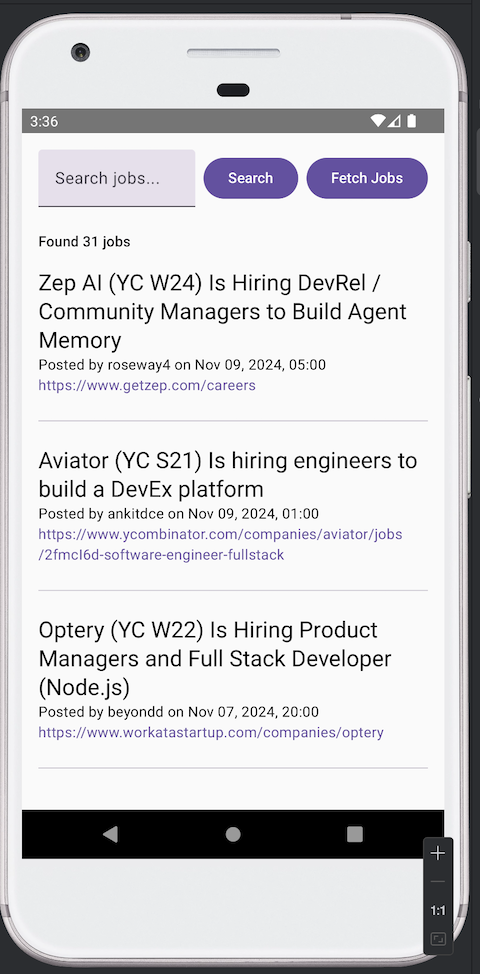 3:36
Search jobs...
Search
Fetch Jobs
Found 31 jobs
Zep AI (YC W24) Is Hiring DevRel /
Community Managers to Build Agent
Memory
Posted by roseway4 on Nov 09, 2024, 05:00
https://www.getzep.com/careers
Aviator (YC S21) Is hiring engineers to
build a DevEx platform
Posted by ankitdce on Nov 09, 2024, 01:00
https://www.ycombinator.com/companies/aviator/jobs
/2fmcI6d-software-engineer-fullstack
Optery (YC W22) Is Hiring Product
Managers and Full Stack Developer
(Node.js)
Posted by beyondd on Nov 07, 2024, 20:00
https://www.workatastartup.com/companies/optery
1:1